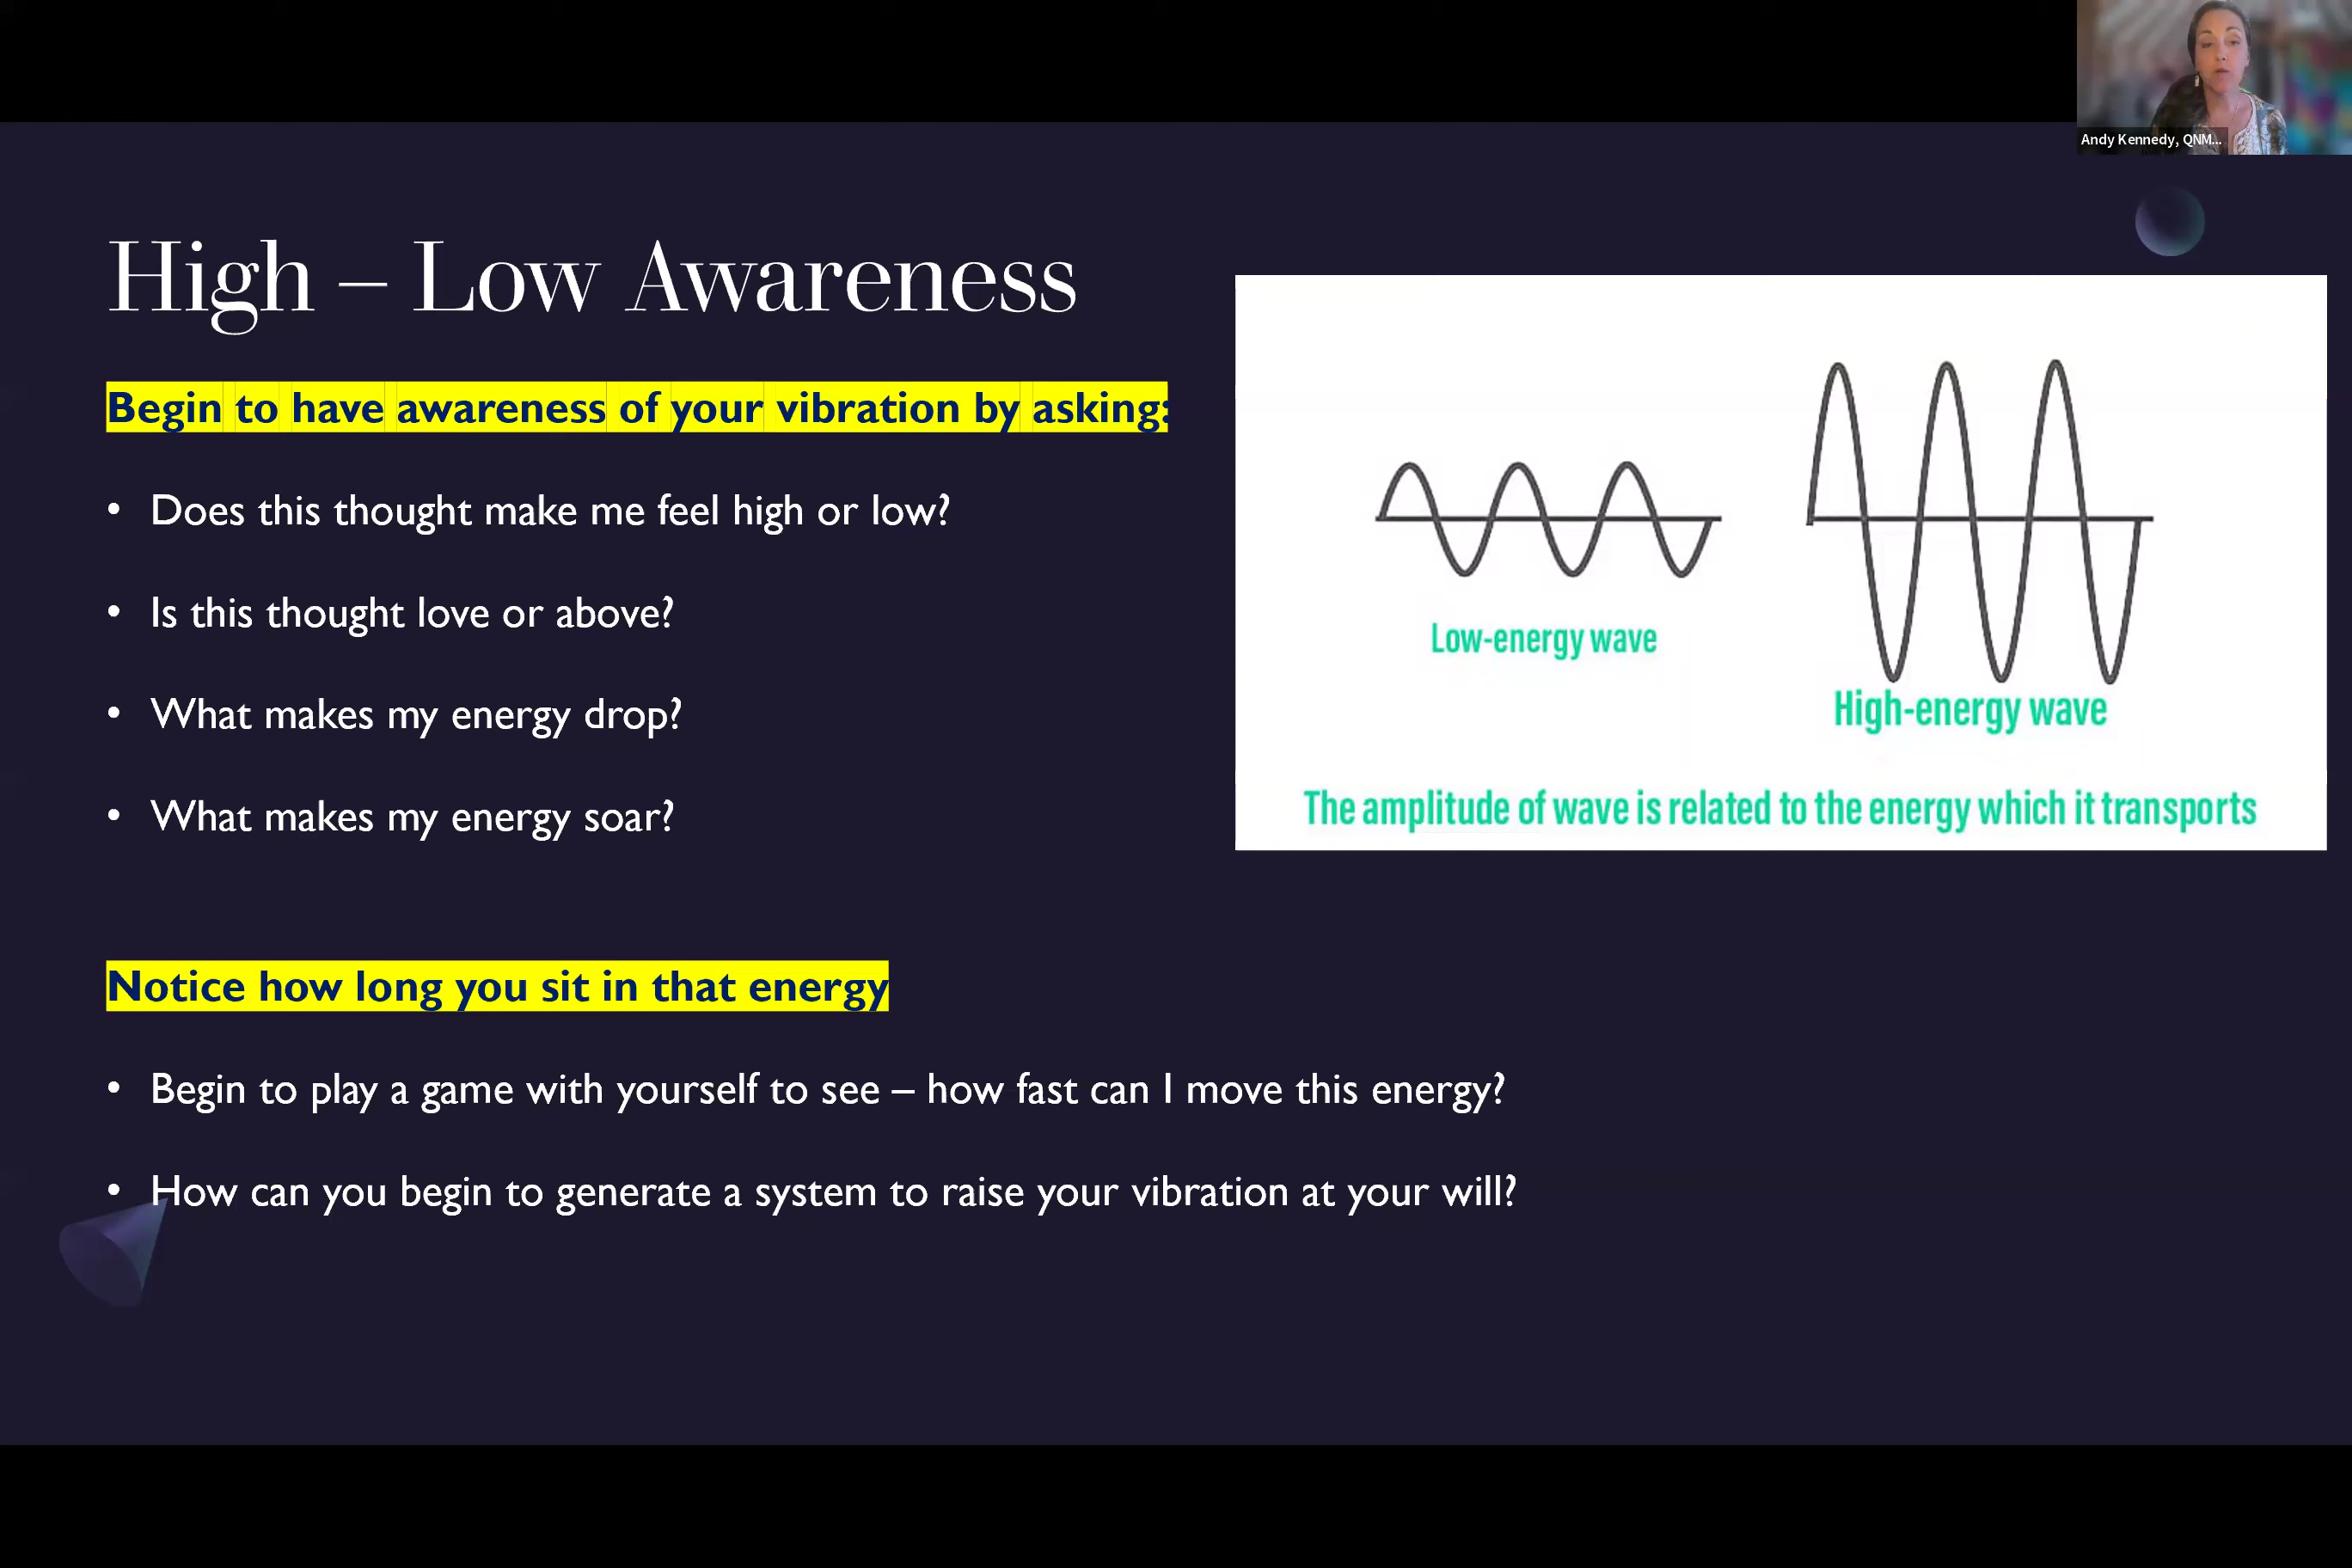 Andy Kennedy, QNM...
High – Low Awareness
Begin to have awareness of your vibration by asking:
• Does this thought make me feel high or low?
• Is this thought love or above?
• What makes my energy drop?
• What makes my energy soar?
Low-energy wave
High-energy wave
The amplitude of wave is related to the energy which it transports
Notice how long you sit in that energy
• Begin to play a game with yourself to see – how fast can I move this energy?
• How can you begin to generate a system to raise your vibration at your will?